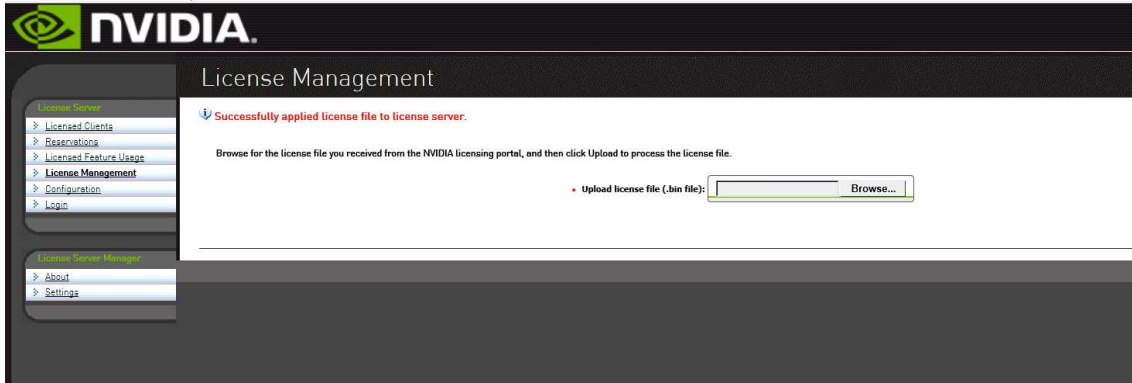 NVIDIA.
License Management
License Server
Licensed Clients
Reservations
Licensed Feature Usage
License Management
Configuration
Login
Successfully applied license file to license server.
Browse for the license file you received from the NVIDIA licensing portal, and then click Upload to process the license file.
Upload license file (.bin file): Browse...
License Server Manager
About
Settings